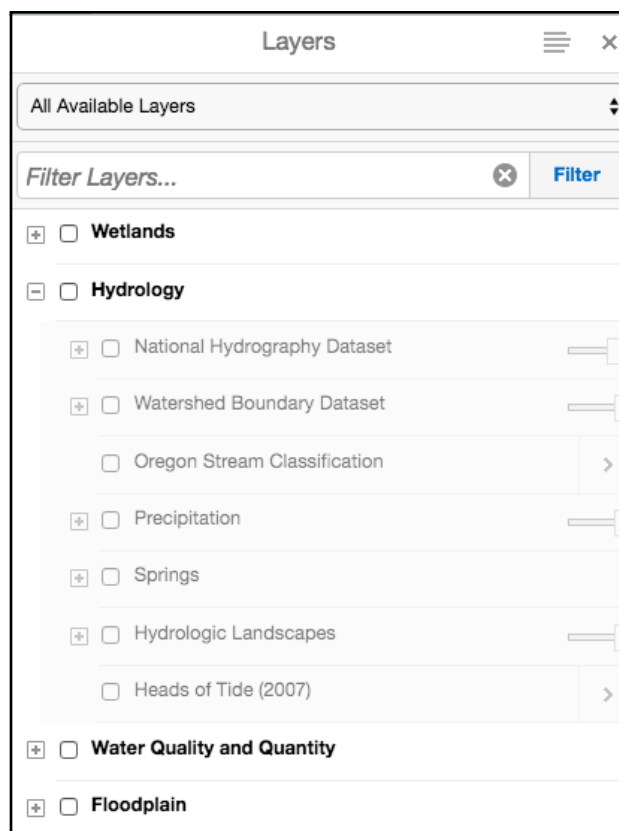 Layers
All Available Layers
Filter Layers...
Filter
Wetlands
Hydrology
National Hydrography Dataset
Watershed Boundary Dataset
Oregon Stream Classification
Precipitation
Springs
Hydrologic Landscapes
Heads of Tide (2007)
Water Quality and Quantity
Floodplain